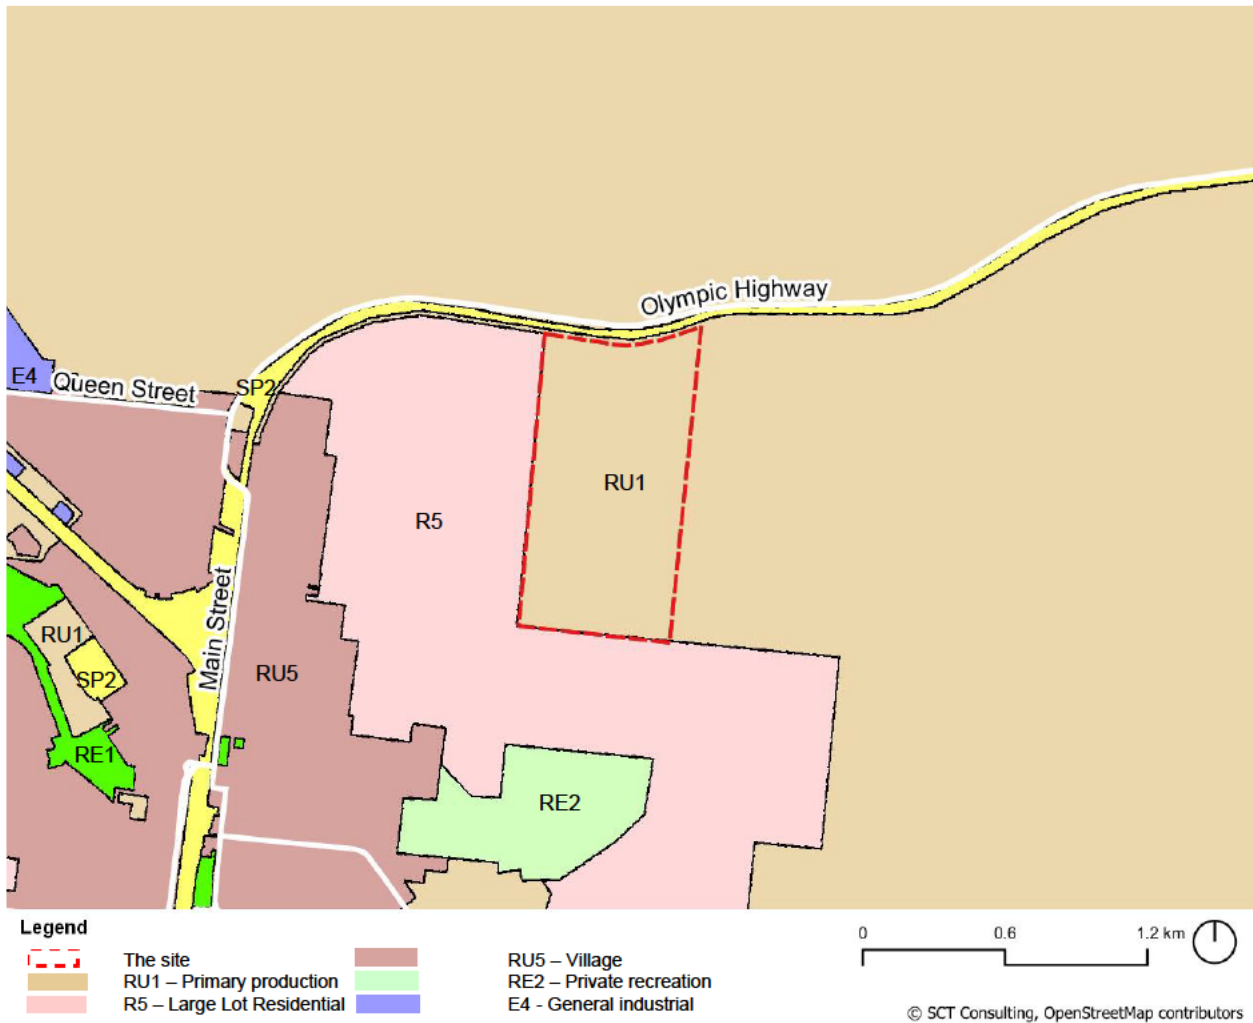 Olympic Highway
E4
Queen Street
SP2
RU1
R5
Main Street
RU1
SP2
RU5
RE1
RE2
Legend
The site
RU1 – Primary production
R5 – Large Lot Residential
RU5 – Village
RE2 – Private recreation
E4 - General industrial
0 0.6 1.2 km
© SCT Consulting, OpenStreetMap contributors